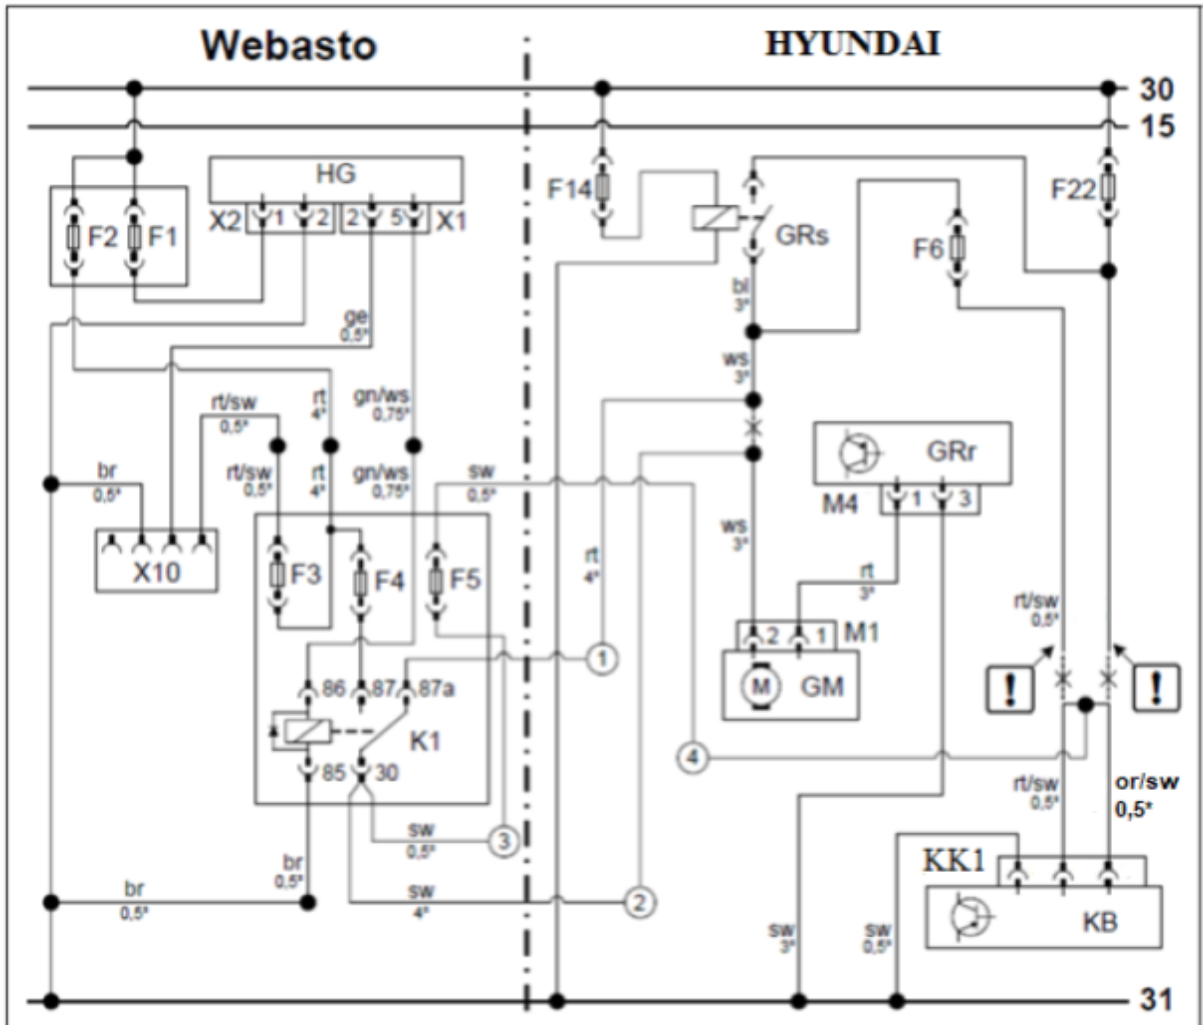 Webasto
HYUNDAI
30
15
HG
X2 1 2 2 5 X1
F2 F1
F14
GRs
F22
F6
bl
3"
ge
0,5"
ws
3"
rt/sw
0,5"
rt
4"
gn/ws
0,75"
GRr
br
0,5"
rt/sw
0,5"
rt
4"
gn/ws
0,75"
sw
0,5"
M4 1 3
ws
3"
X10
F3 F4 F5
rt
4"
rt
3"
rt/sw
0,5"
2 1 M1
1
M GM
! !
86 87 87a
K1
4
85 30
rt/sw
0,5"
or/sw
0,5"
sw
0,5"
3
KK1
br
0,5"
br
0,5"
sw
4"
2
KB
sw
3"
sw
0,5"
31